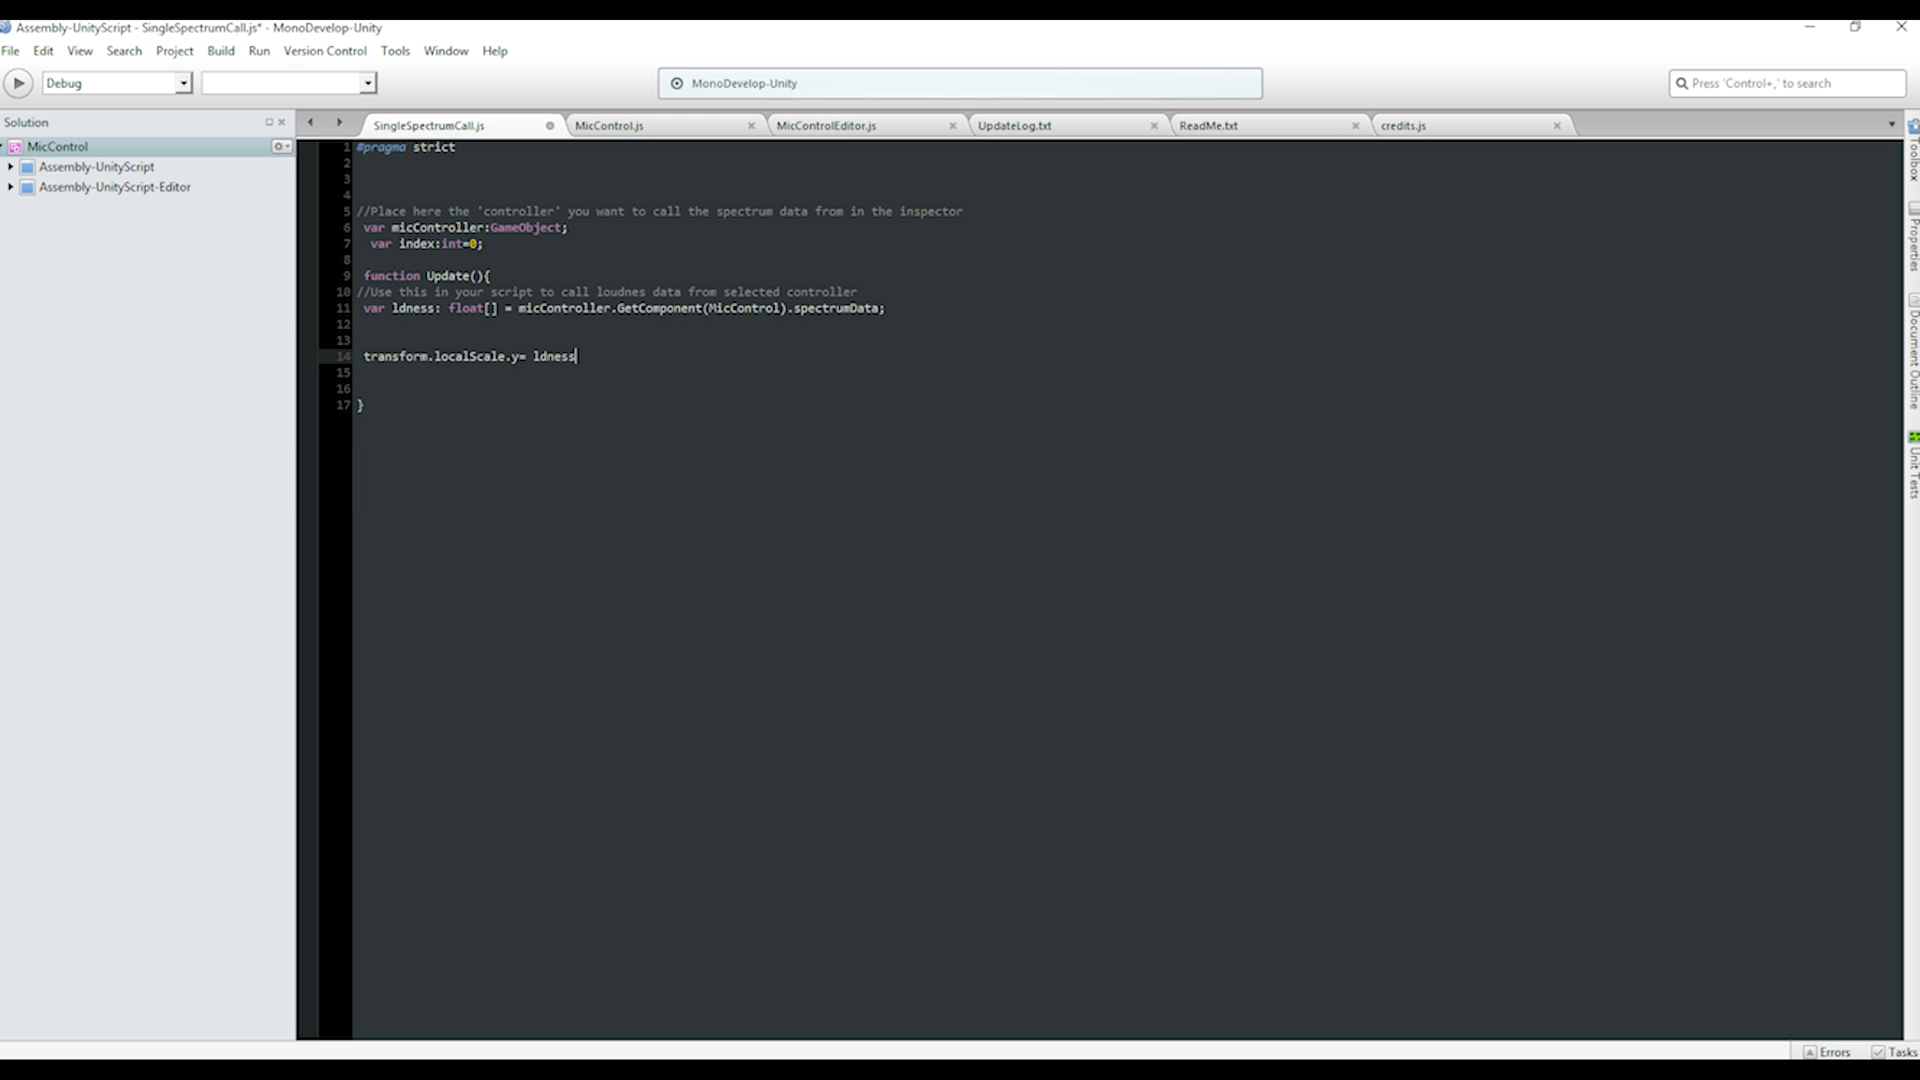 Assembly-UnityScript - SingleSpectrumCall.js* - MonoDevelop-Unity
File Edit View Search Project Build Run Version Control Tools Window Help
Debug
MonoDevelop-Unity
Press 'Control+,' to search
Solution
MicControl
Assembly-UnityScript
Assembly-UnityScript-Editor
SingleSpectrumCall.js MicControl.js MicControlEditor.js UpdateLog.txt ReadMe.txt credits.js
1 #pragma strict
2
3
4
5 //Place here the 'controller' you want to call the spectrum data from in the inspector
6 var micController:GameObject;
7 var index:int=0;
8
9 function Update(){
10 //Use this in your script to call loudnes data from selected controller
11 var ldness: float[] = micController.GetComponent(MicControl).spectrumData;
12
13
14 transform.localScale.y= ldness
15
16
17 }
Toolbox
Properties
Document Outline
Unit Tests
Errors Tasks